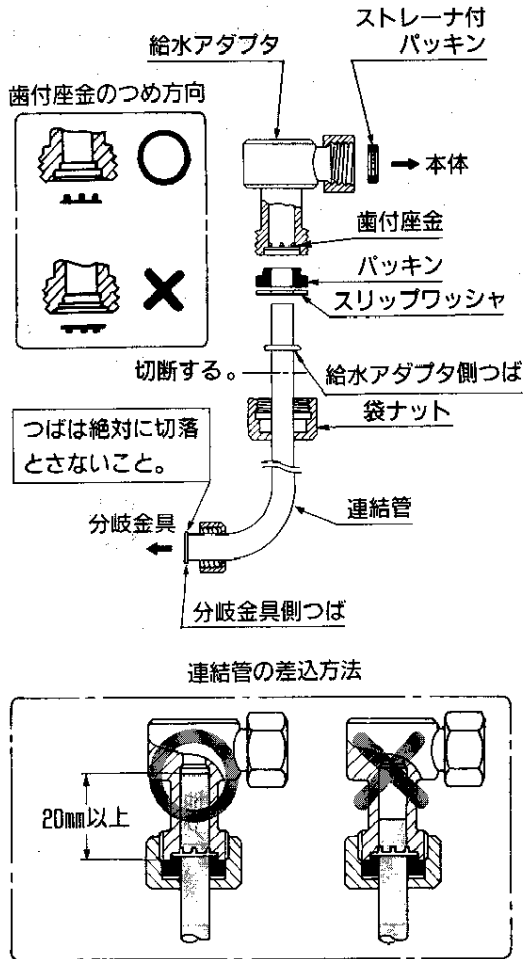 ストレーナ付
パッキン
給水アダプタ
歯付座金のつめ方向
本体
歯付座金
パッキン
スリップワッシャ
切断する。
給水アダプタ側つば
袋ナット
つばは絶対に切落
とさないこと。
分岐金具
連結管
分岐金具側つば
連結管の差込方法
20mm以上